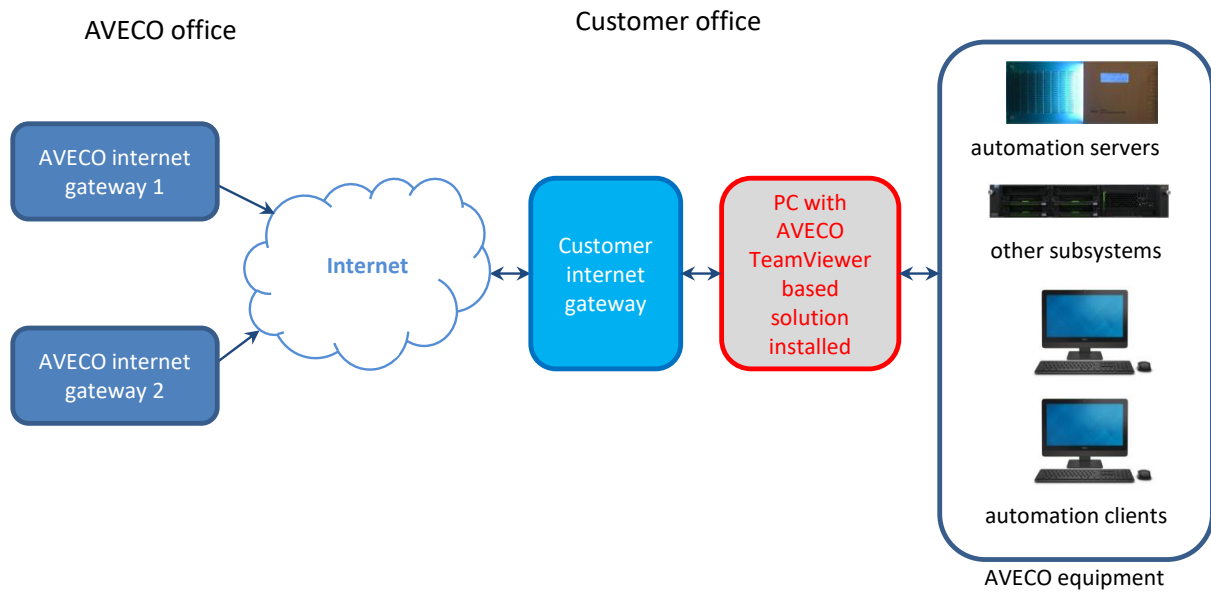 AVECO office
Customer office
AVECO internet
gateway 1
AVECO internet
gateway 2
Internet
Customer
internet
gateway
PC with
AVECO
TeamViewer
based
solution
installed
automation servers
other subsystems
automation clients
AVECO equipment